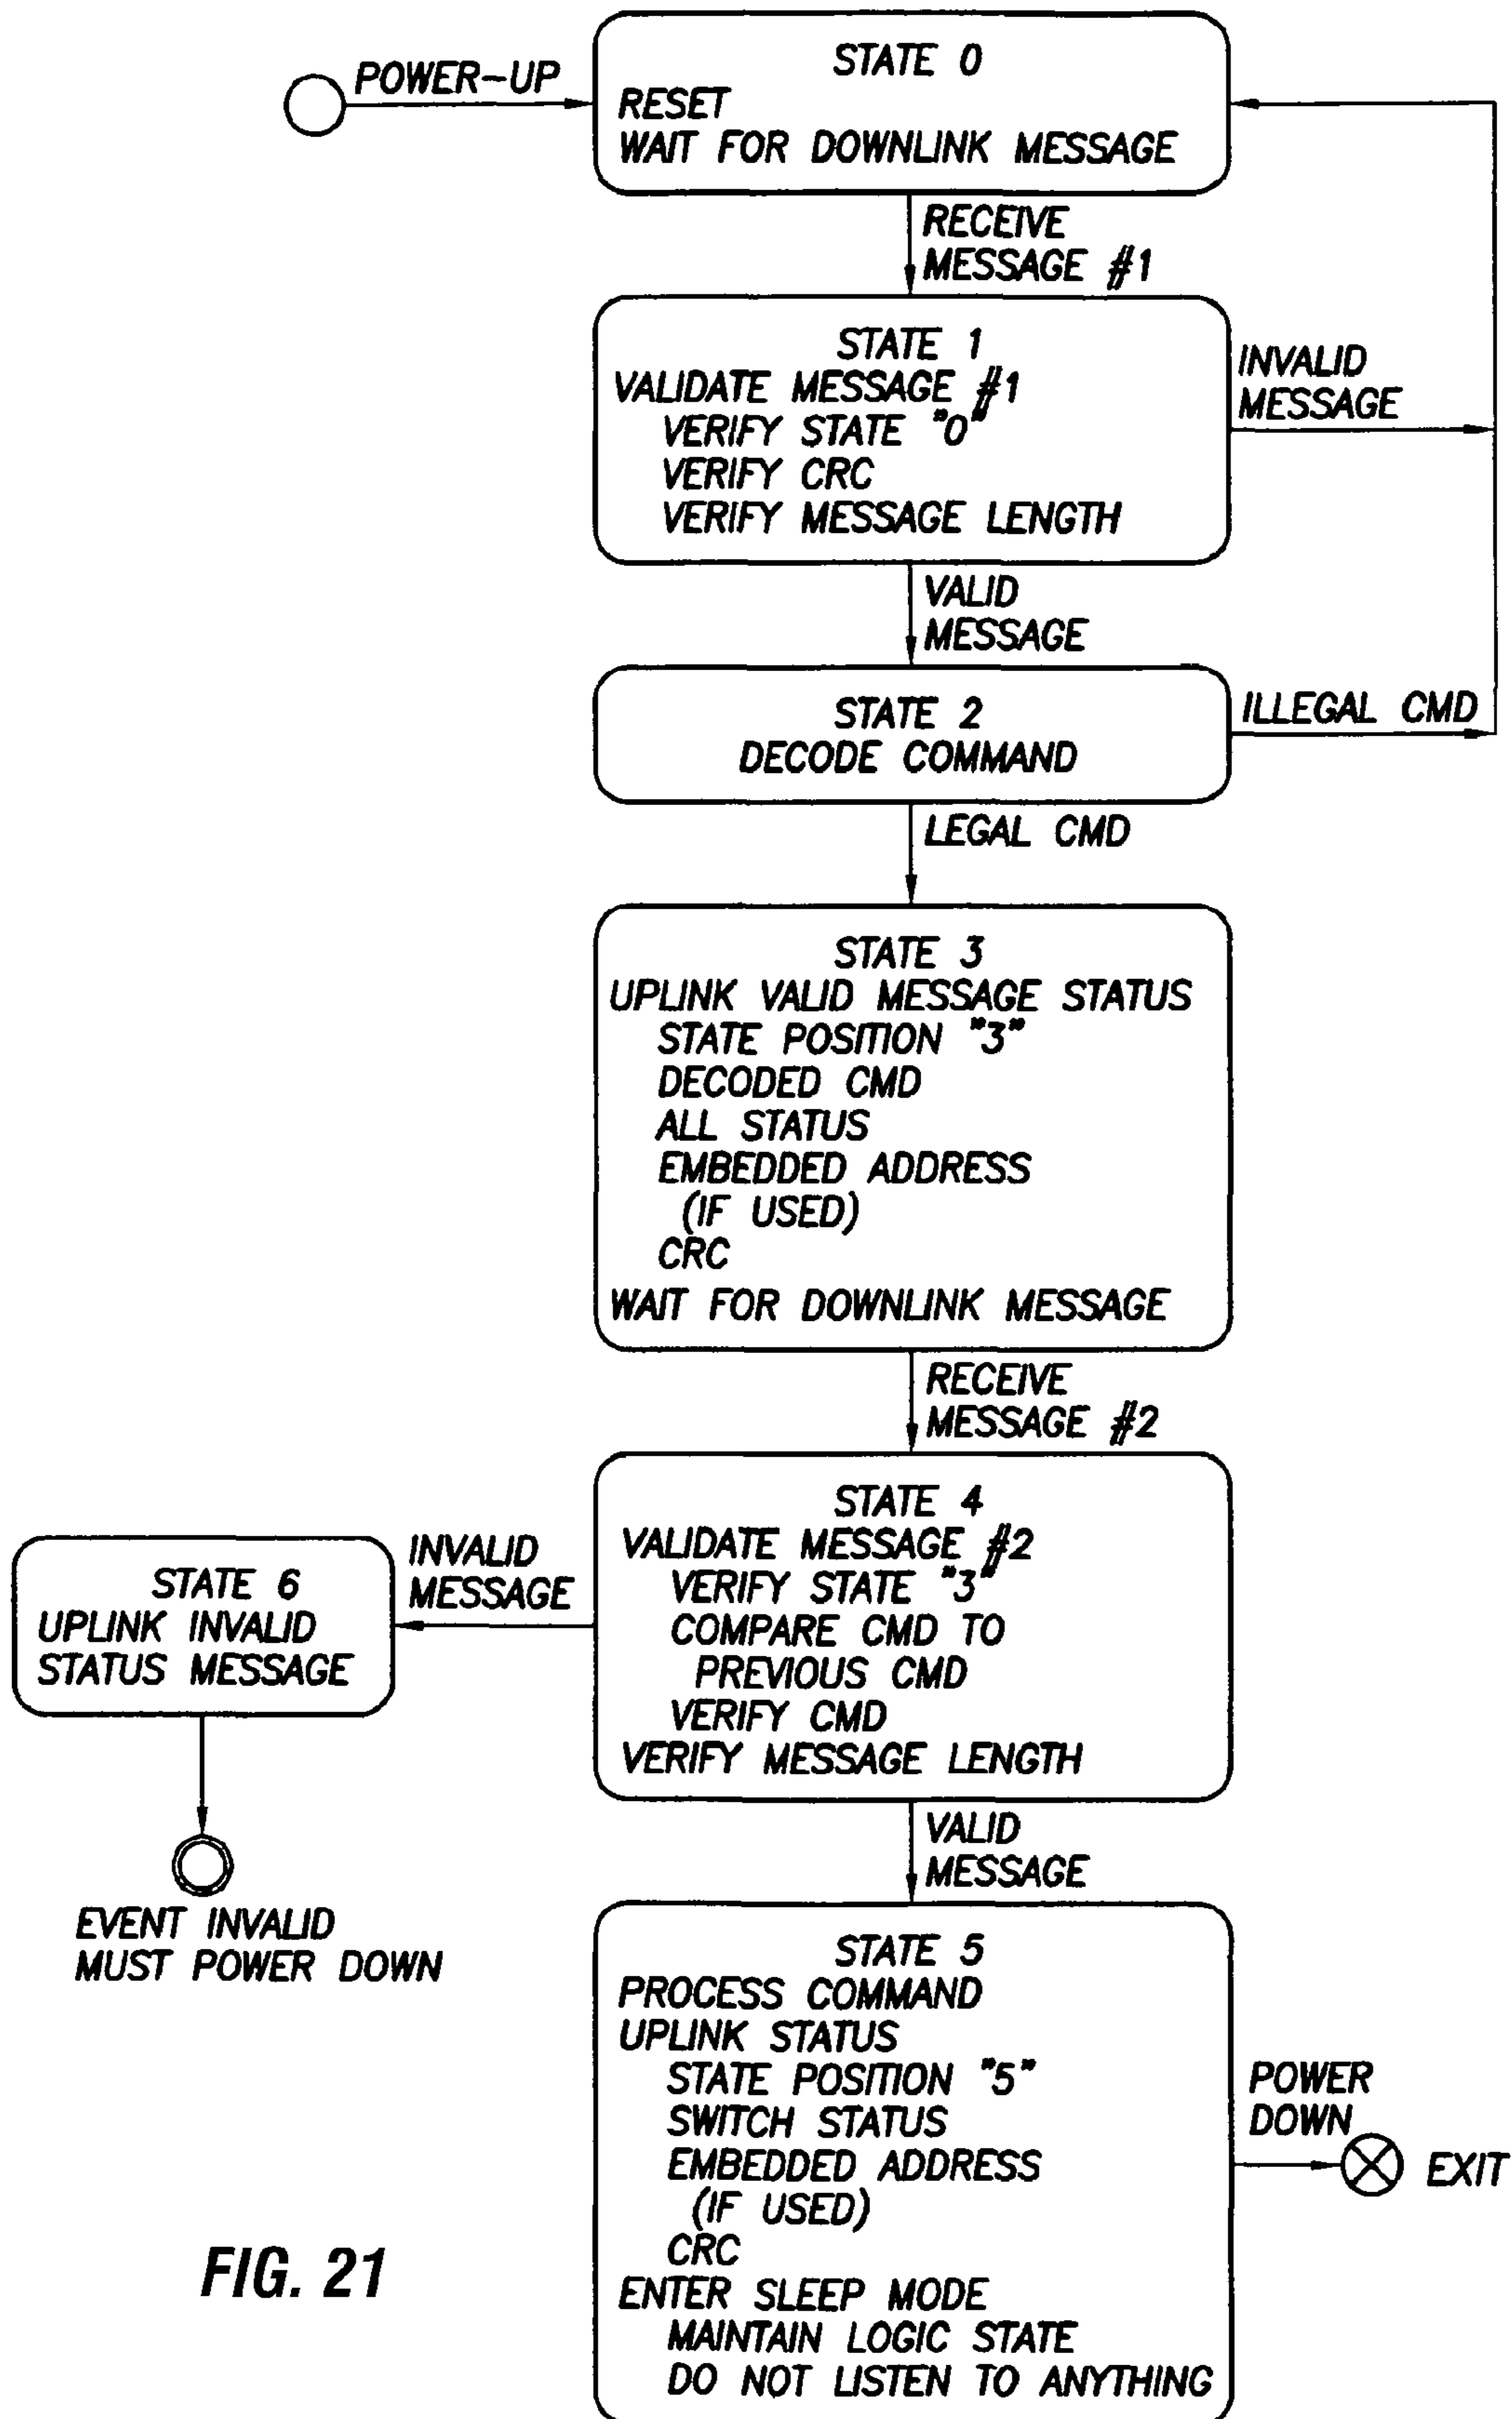 POWER-UP
STATE 0
RESET
WAIT FOR DOWNLINK MESSAGE
RECEIVE
MESSAGE #1
STATE 1
VALIDATE MESSAGE #1
VERIFY STATE "0"
VERIFY CRC
VERIFY MESSAGE LENGTH
INVALID
MESSAGE
VALID
MESSAGE
STATE 2
DECODE COMMAND
ILLEGAL CMD
LEGAL CMD
STATE 3
UPLINK VALID MESSAGE STATUS
STATE POSITION "3"
DECODED CMD
ALL STATUS
EMBEDDED ADDRESS
(IF USED)
CRC
WAIT FOR DOWNLINK MESSAGE
RECEIVE
MESSAGE #2
STATE 4
VALIDATE MESSAGE #2
VERIFY STATE "3"
COMPARE CMD TO
PREVIOUS CMD
VERIFY CMD
VERIFY MESSAGE LENGTH
INVALID
MESSAGE
STATE 6
UPLINK INVALID
STATUS MESSAGE
EVENT INVALID
MUST POWER DOWN
VALID
MESSAGE
STATE 5
PROCESS COMMAND
UPLINK STATUS
STATE POSITION "5"
SWITCH STATUS
EMBEDDED ADDRESS
(IF USED)
CRC
ENTER SLEEP MODE
MAINTAIN LOGIC STATE
DO NOT LISTEN TO ANYTHING
POWER
DOWN
EXIT
FIG. 21